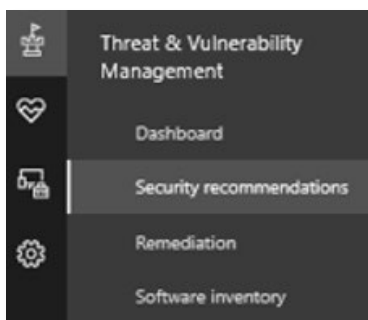 Threat & Vulnerability
Management
Dashboard
Security recommendations
Remediation
Software inventory